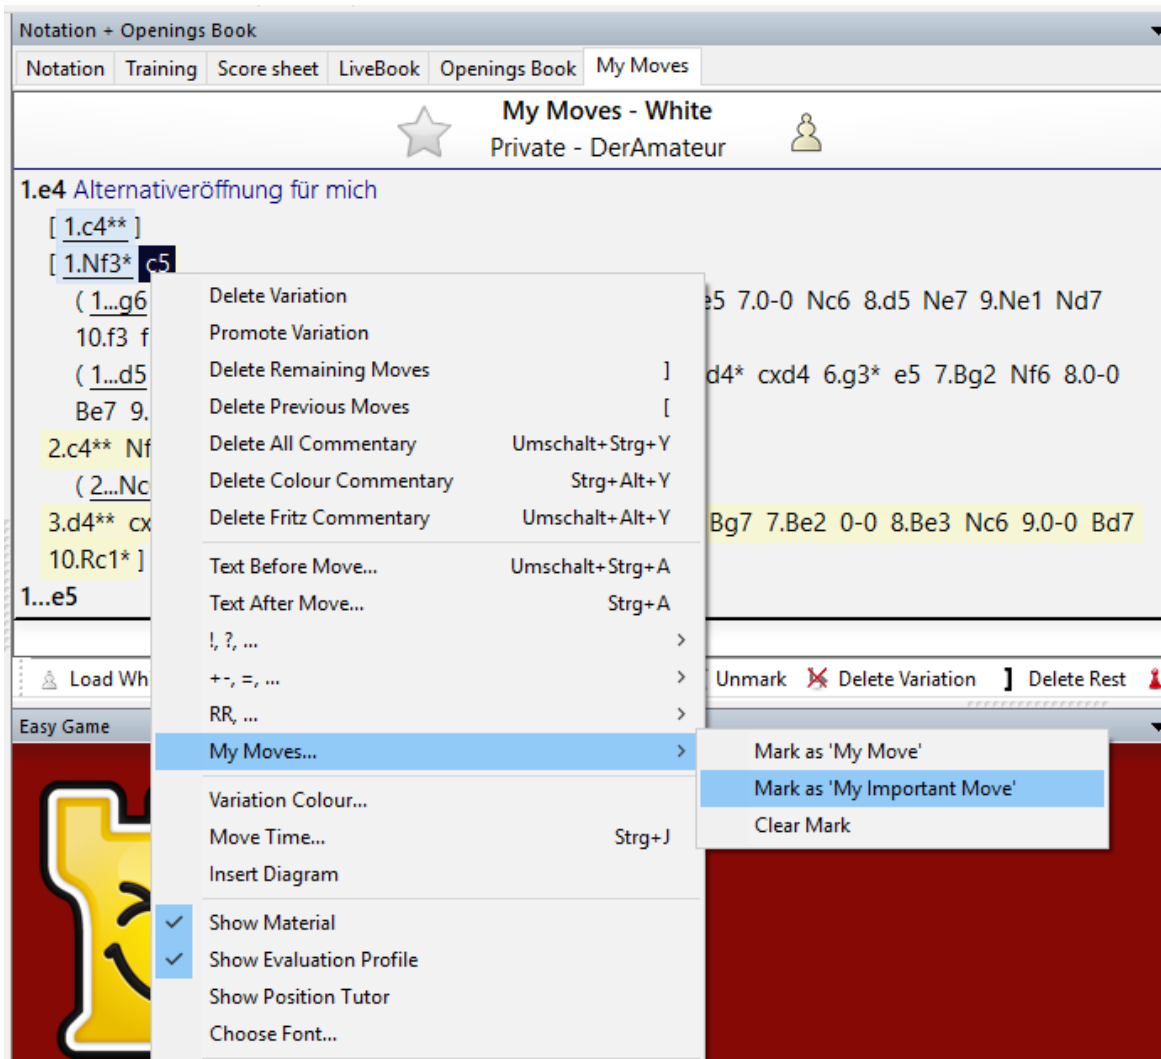 Notation + Openings Book
Notation Training Score sheet LiveBook Openings Book My Moves
My Moves - White
Private - DerAmateur
1.e4 Alternativeröffnung für mich
[ 1.c4** ]
[ 1.Nf3* c5
( 1...g6 e5 7.0-0 Nc6 8.d5 Ne7 9.Ne1 Nd7
10.f3 f
( 1...d5 d4* cxd4 6.g3* e5 7.Bg2 Nf6 8.0-0
Be7 9.
2.c4** Nf
( 2...Nc
3.d4** cx Bg7 7.Be2 0-0 8.Be3 Nc6 9.0-0 Bd7
10.Rc1* ]
1...e5
Load Wh Unmark Delete Variation ] Delete Rest
Easy Game
Delete Variation
Promote Variation
Delete Remaining Moves ]
Delete Previous Moves [
Delete All Commentary Umschalt+Strg+Y
Delete Colour Commentary Strg+Alt+Y
Delete Fritz Commentary Umschalt+Alt+Y
Text Before Move... Umschalt+Strg+A
Text After Move... Strg+A
!, ?, ...
+-, =, ...
RR, ...
My Moves...
Variation Colour...
Move Time... Strg+J
Insert Diagram
Show Material
Show Evaluation Profile
Show Position Tutor
Choose Font...
Mark as 'My Move'
Mark as 'My Important Move'
Clear Mark